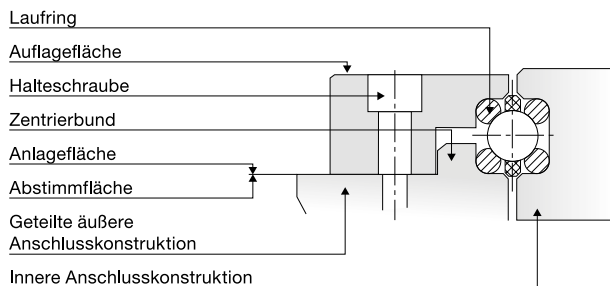 Laufring
Auflagefläche
Halteschraube
Zentrierbund
Anlagefläche
Abstimmfläche
Geteilte äußere
Anschlusskonstruktion
Innere Anschlusskonstruktion